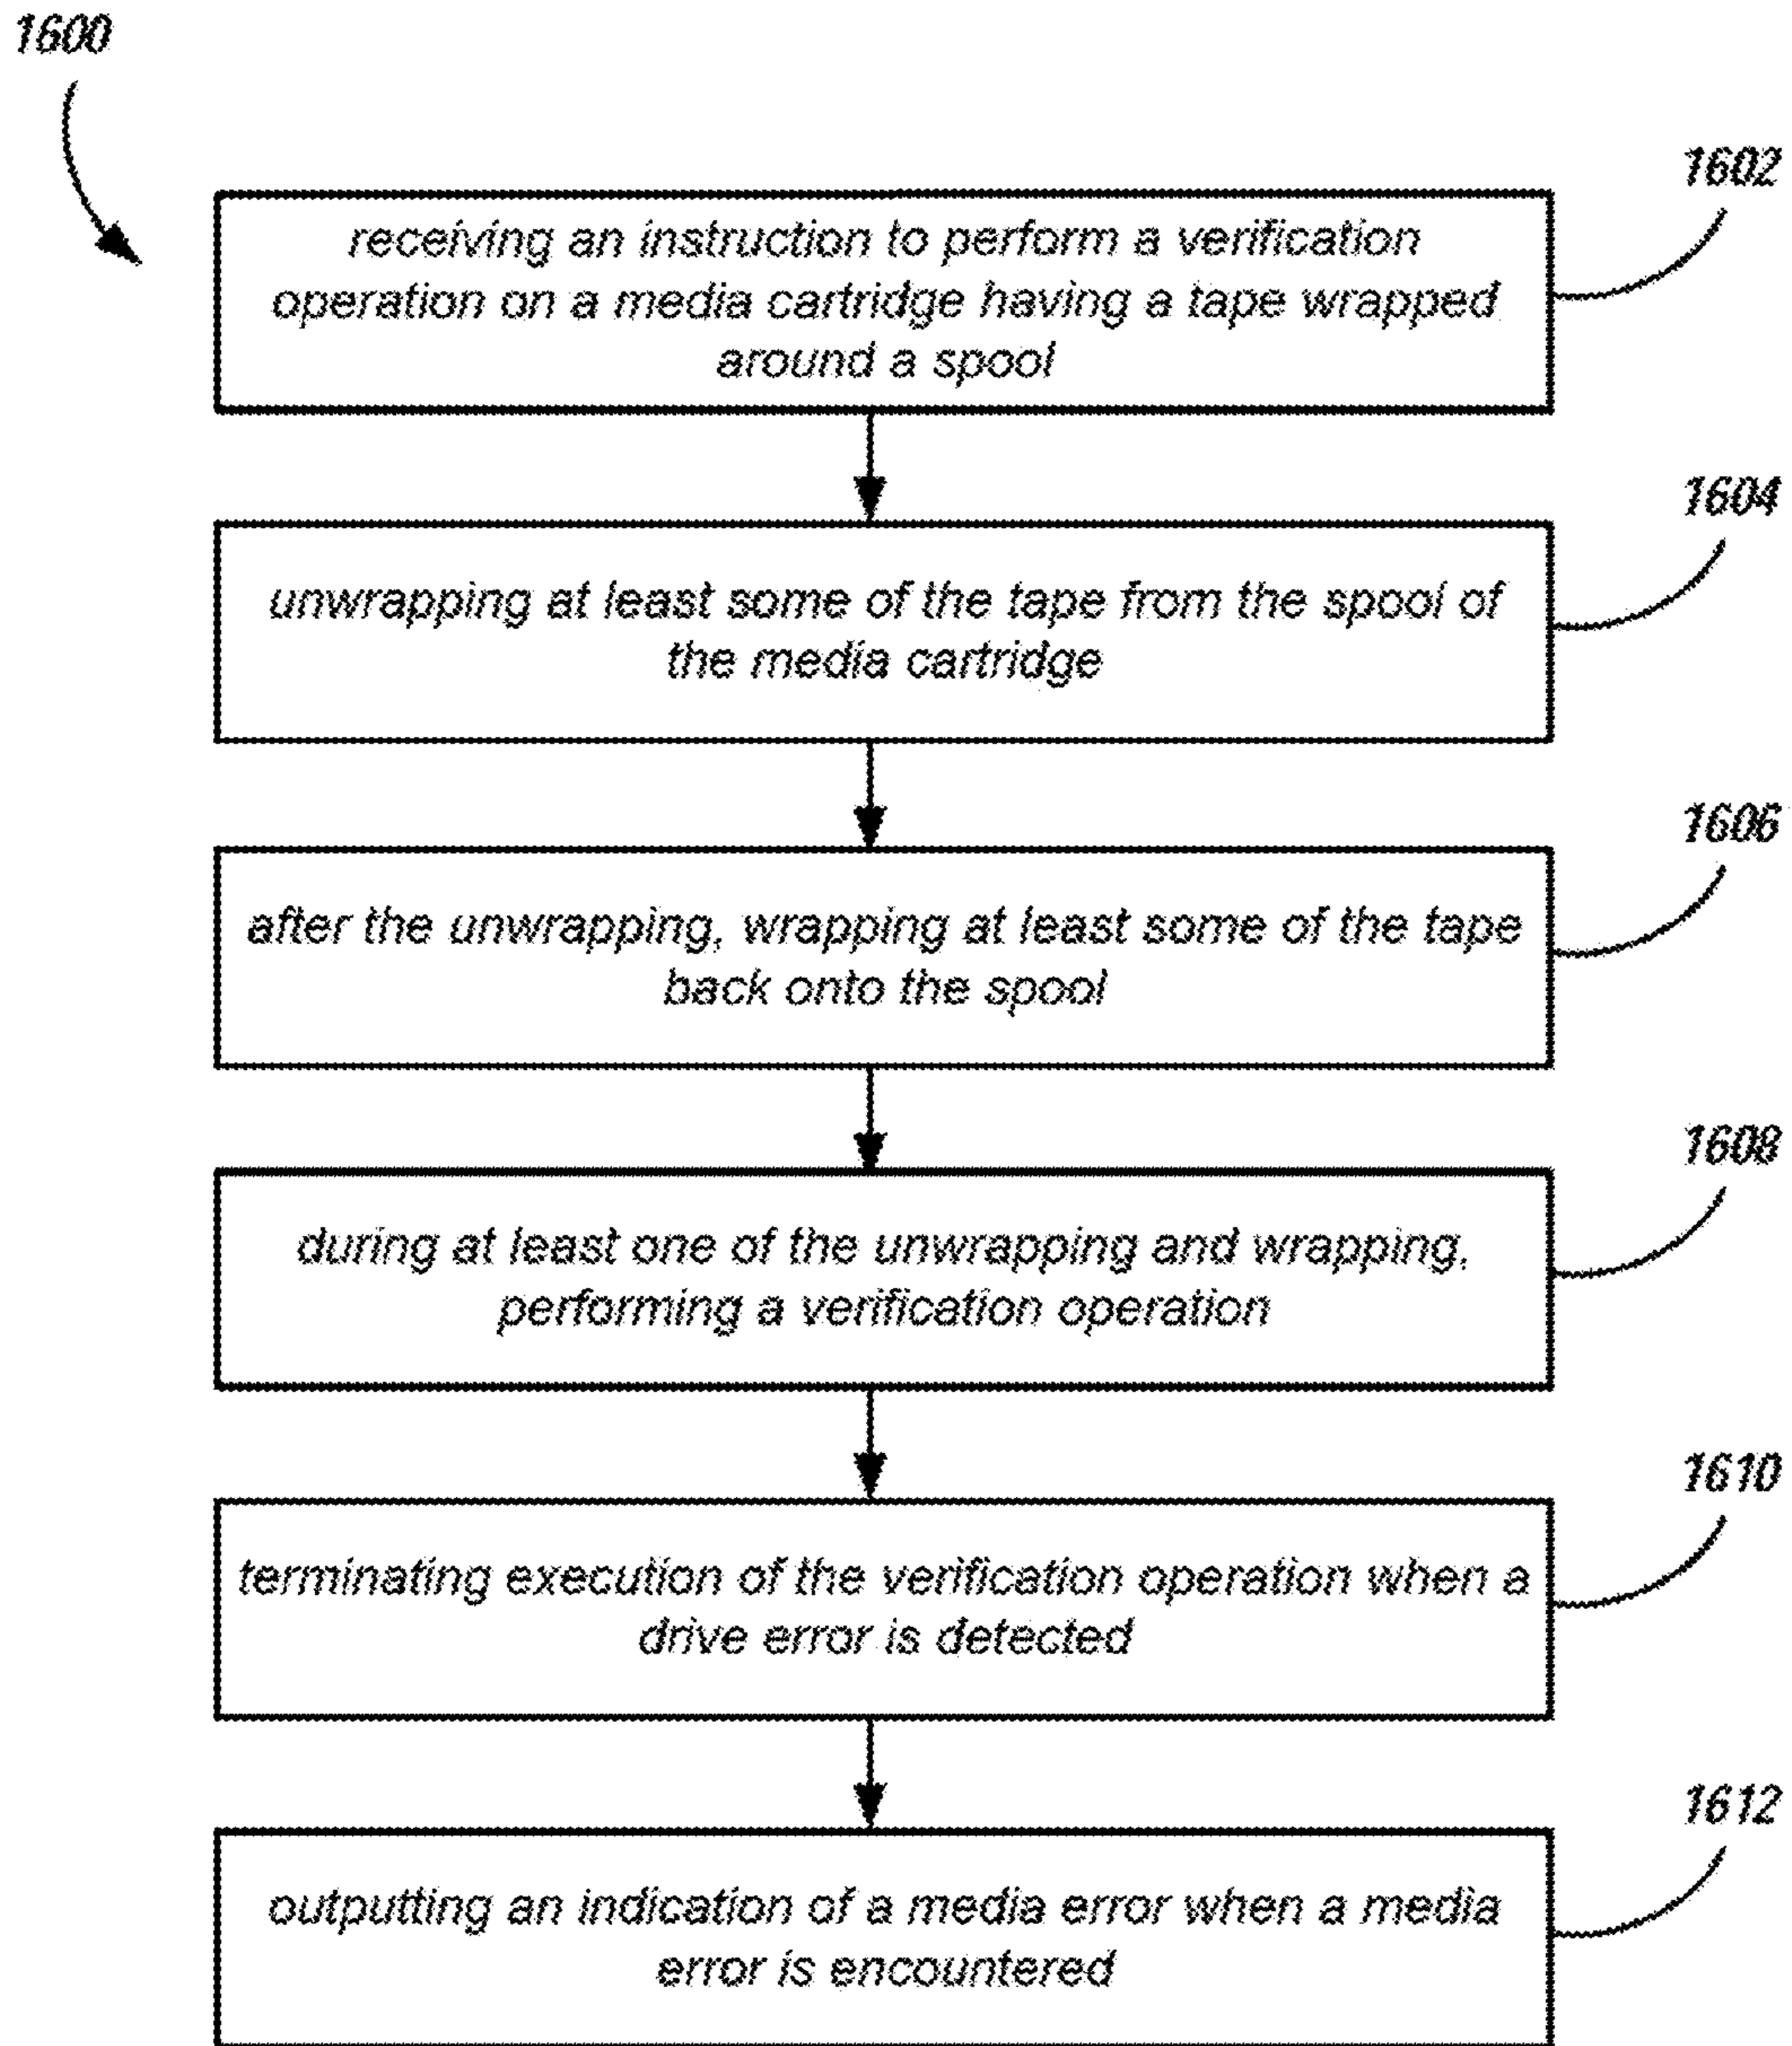 1600
1602
receiving an instruction to perform a verification
operation on a media cartridge having a tape wrapped
around a spool
1604
unwrapping at least some of the tape from the spool of
the media cartridge
1606
after the unwrapping, wrapping at least some of the tape
back onto the spool
1608
during at least one of the unwrapping and wrapping,
performing a verification operation
1610
terminating execution of the verification operation when a
drive error is detected
1612
outputting an indication of a media error when a media
error is encountered